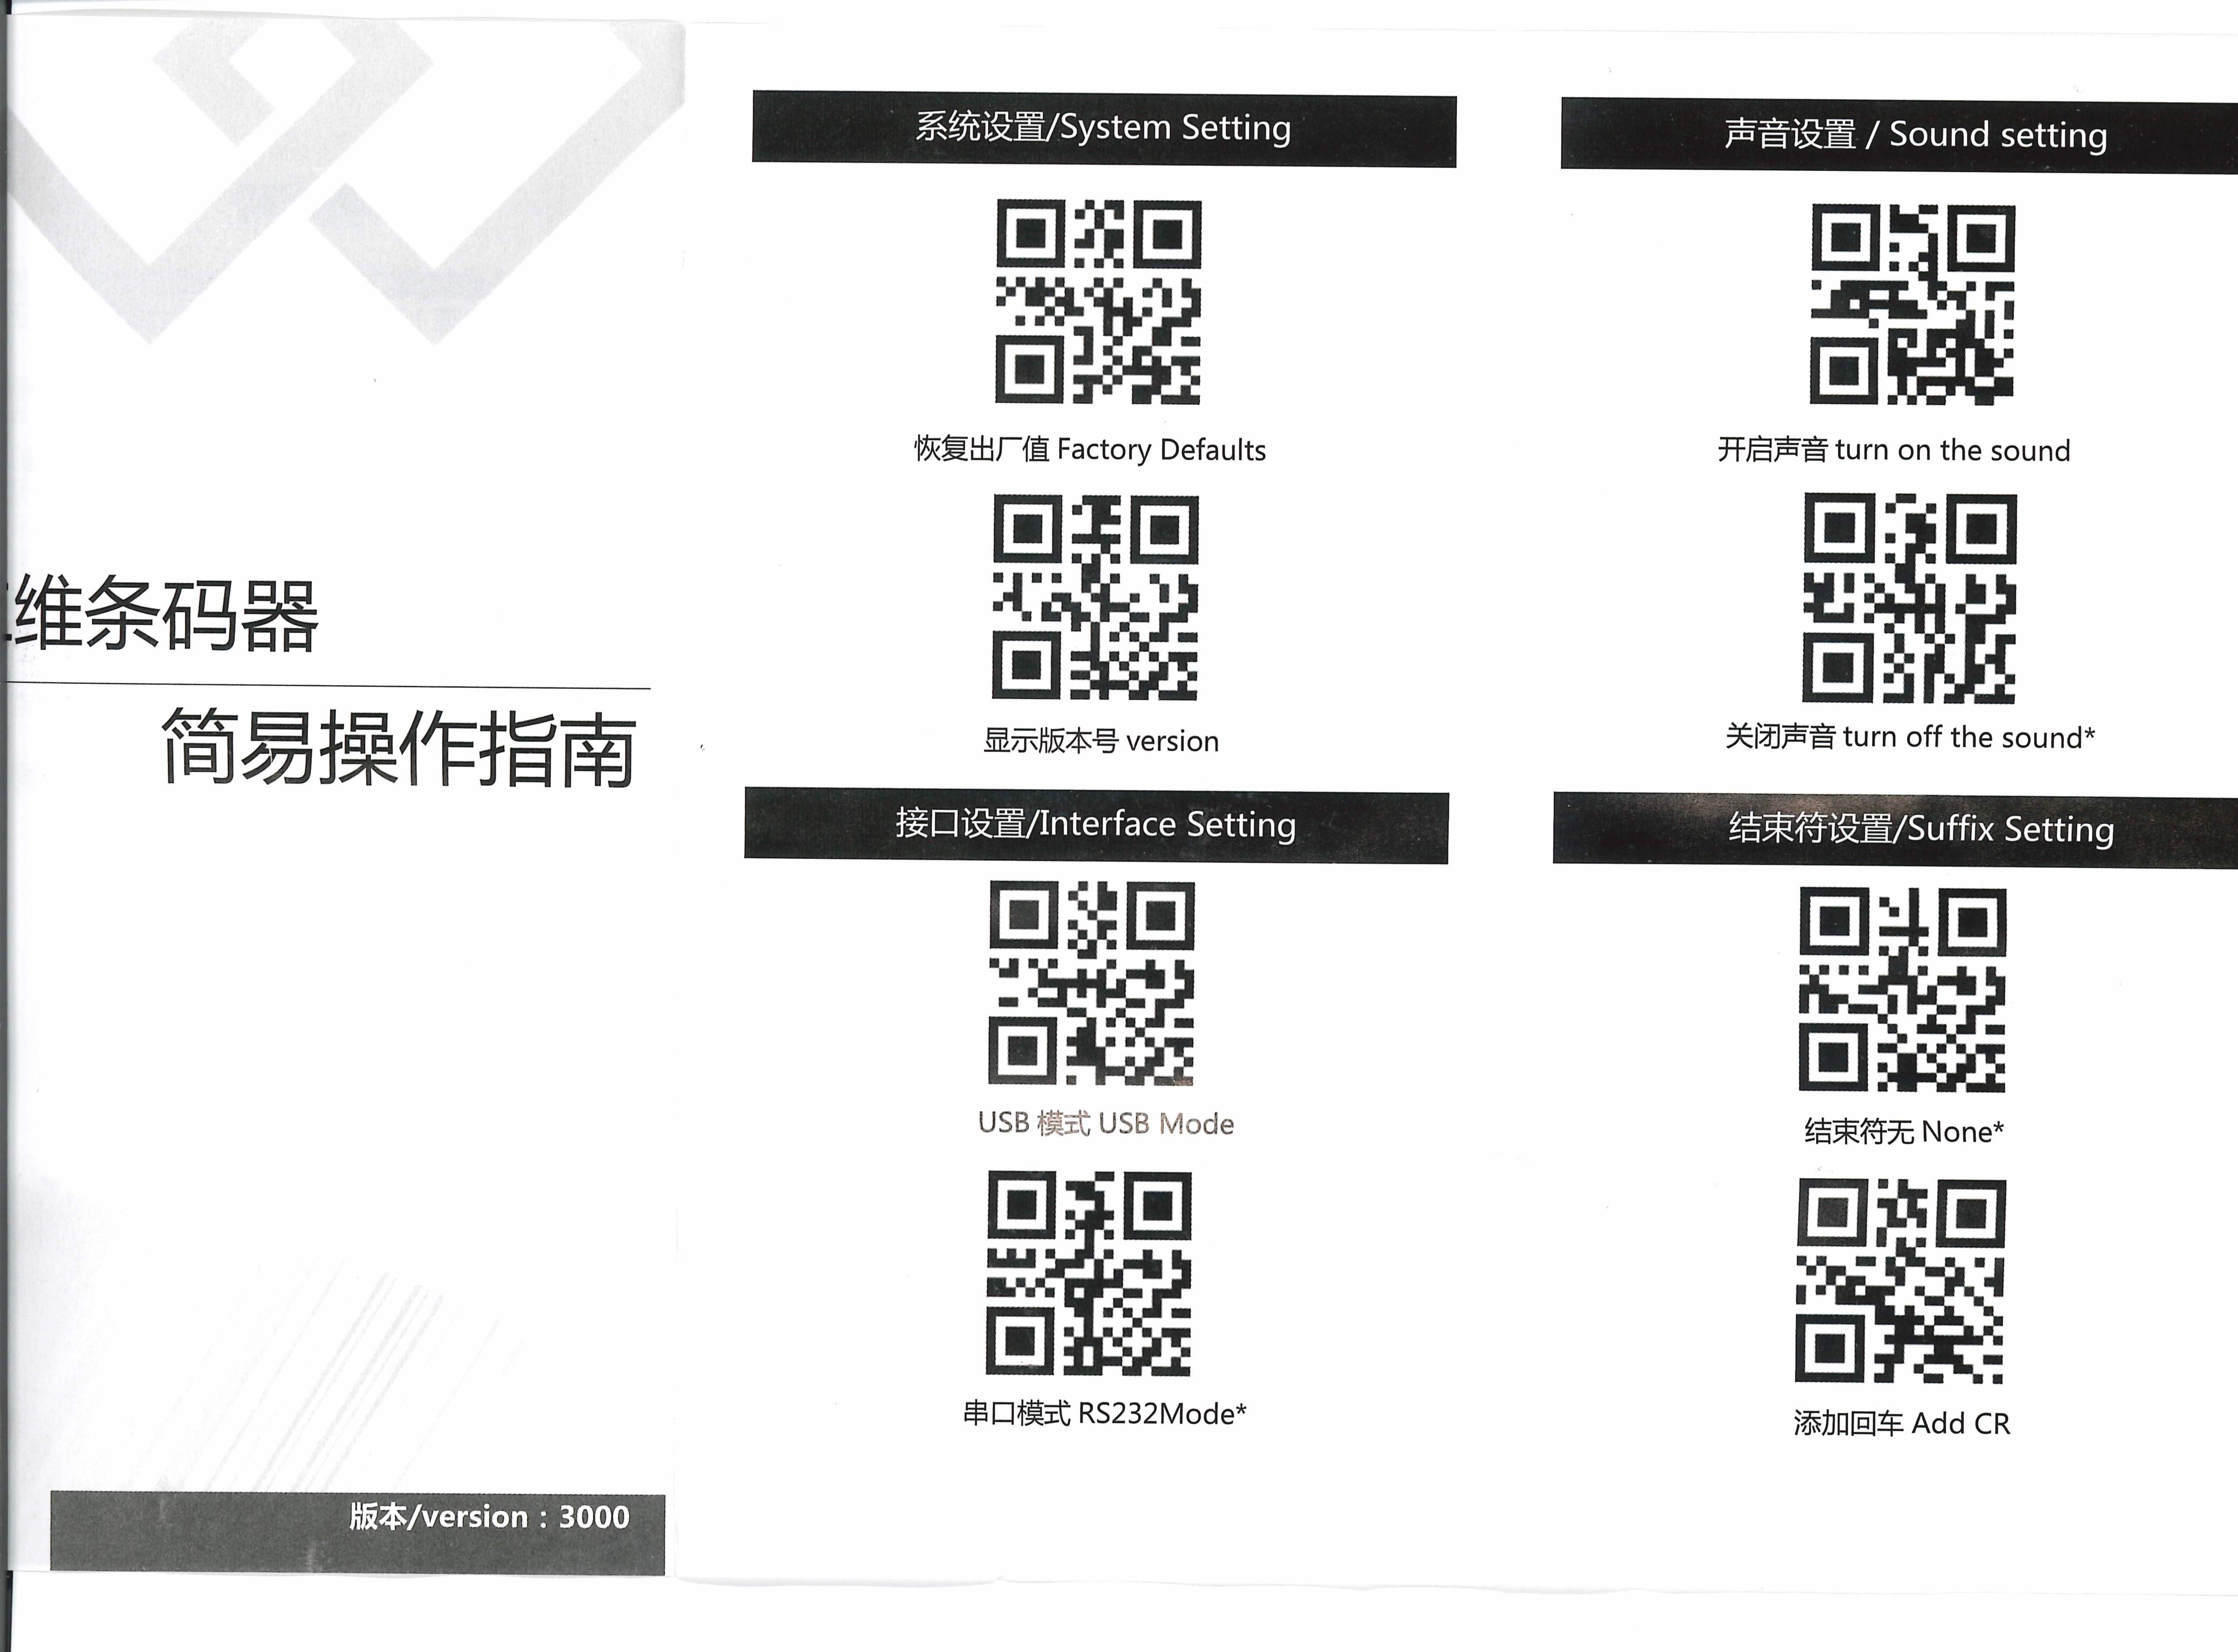 维条码器
简易操作指南
版本/version：3000
系统设置/System Setting
恢复出厂值 Factory Defaults
显示版本号 version
接口设置/Interface Setting
USB 模式 USB Mode
串口模式 RS232Mode*
声音设置 / Sound setting
开启声音 turn on the sound
关闭声音 turn off the sound*
结束符设置/Suffix Setting
结束符无 None*
添加回车 Add CR